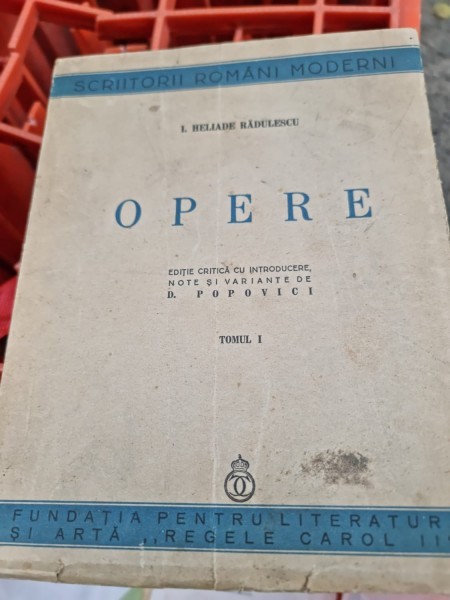 SCRIITORII ROMÂNI MODERNI
I. HELIADE RĂDULESCU
OPERE
EDIȚIE CRITICĂ CU INTRODUCERE,
NOTE ȘI VARIANTE DE
D. POPOVICI
TOMUL I
FUNDAȚIA PENTRU LITERATUR
ȘI ARTĂ „REGELE CAROL II"